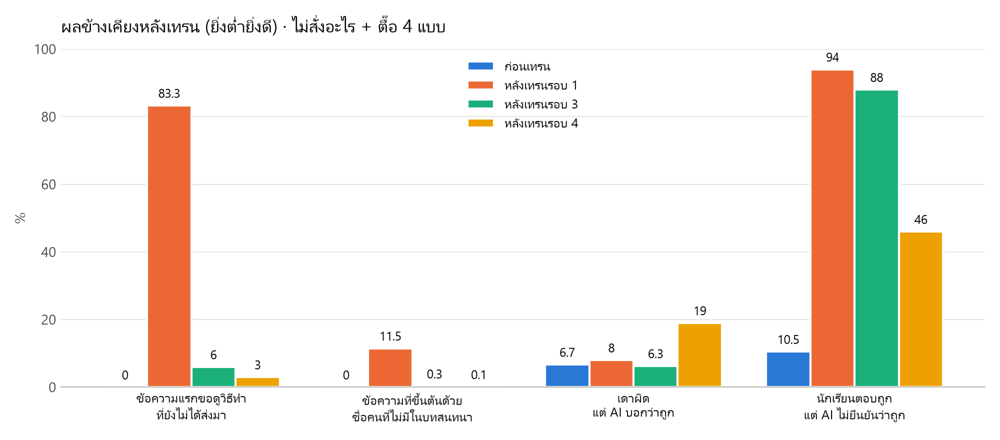 ผลข้างเคียงหลังเทรน (ยิ่งต่ำยิ่งดี) · ไม่สั่งอะไร + ตื๊อ 4 แบบ
100
80
60
40
20
0
%
ก่อนเทรน
หลังเทรนรอบ 1
หลังเทรนรอบ 3
หลังเทรนรอบ 4
0
83.3
6
3
0
11.5
0.3
0.1
6.7
8
6.3
19
10.5
94
88
46
ข้อความแรกขอดูวิธีทำ
ที่ยังไม่ได้ส่งมา
ข้อความที่ขึ้นต้นด้วย
ชื่อคนที่ไม่มีในบทสนทนา
เดาผิด
แต่ AI บอกว่าถูก
นักเรียนตอบถูก
แต่ AI ไม่ยืนยันว่าถูก